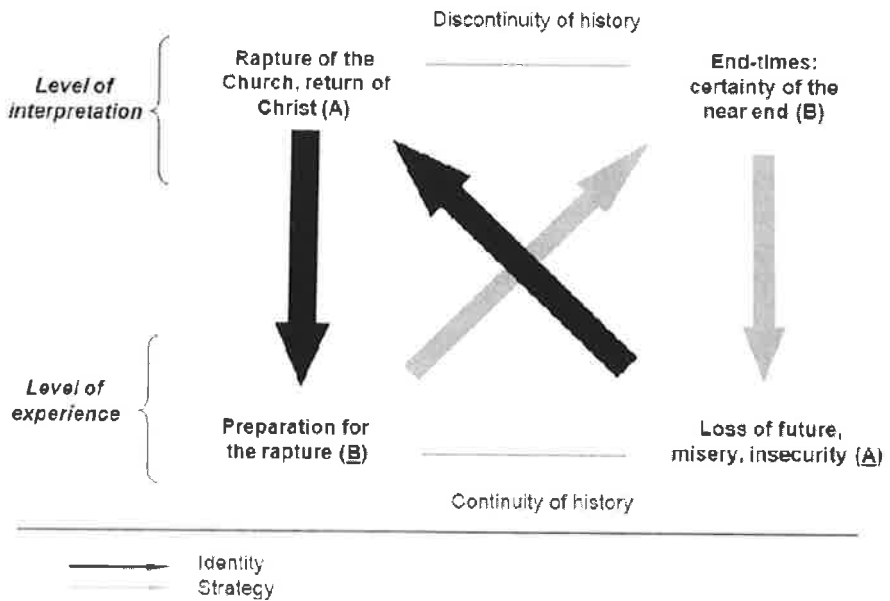 Discontinuity of history
Level of
interpretation
Rapture of the
Church, return of
Christ (A)
End-times:
certainty of the
near end (B)
Level of
experience
Preparation for
the rapture (B)
Loss of future,
misery, insecurity (A)
Continuity of history
Identity
Strategy